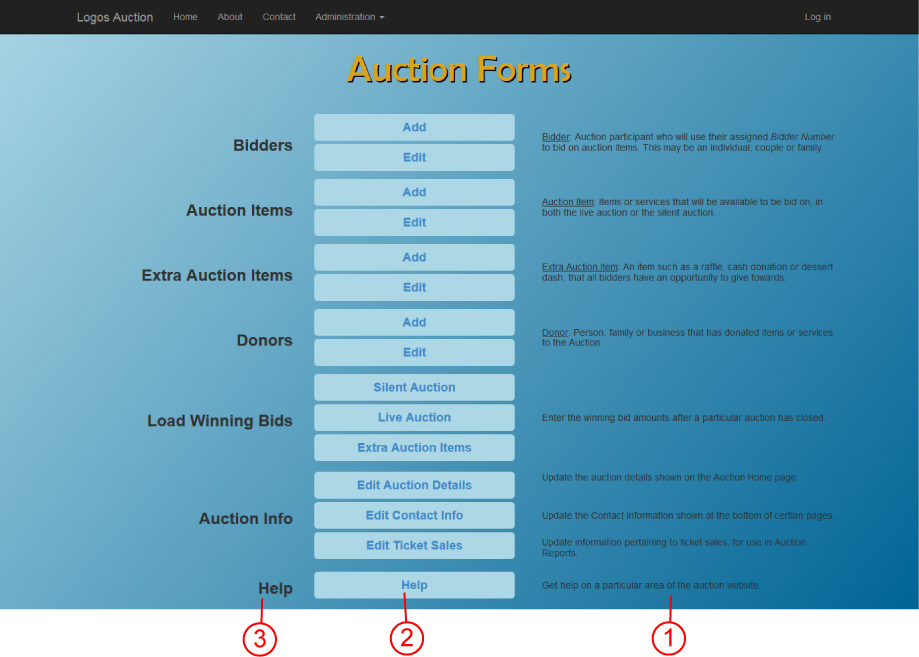 Logos Auction Home About Contact Administration Log in
Auction Forms
Bidders
Add
Edit
Bidder: Auction participant who will use their assigned Bidder Number
to bid on auction items. This may be an individual, couple or family.
Auction Items
Add
Edit
Auction Item: Items or services that will be available to be bid on, in
both the live auction or the silent auction.
Extra Auction Items
Add
Edit
Extra Auction Item: An item such as a raffle, cash donation or dessert
dash, that all bidders have an opportunity to give towards.
Donors
Add
Edit
Donor: Person, family or business that has donated items or services
to the Auction.
Load Winning Bids
Silent Auction
Live Auction
Extra Auction Items
Enter the winning bid amounts after a particular auction has closed.
Auction Info
Edit Auction Details
Update the auction details shown on the Auction Home page.
Edit Contact Info
Update the Contact information shown at the bottom of certian pages.
Edit Ticket Sales
Update information pertaining to ticket sales, for use in Auction
Reports.
Help
Help
Get help on a particular area of the auction website.
3
2
1